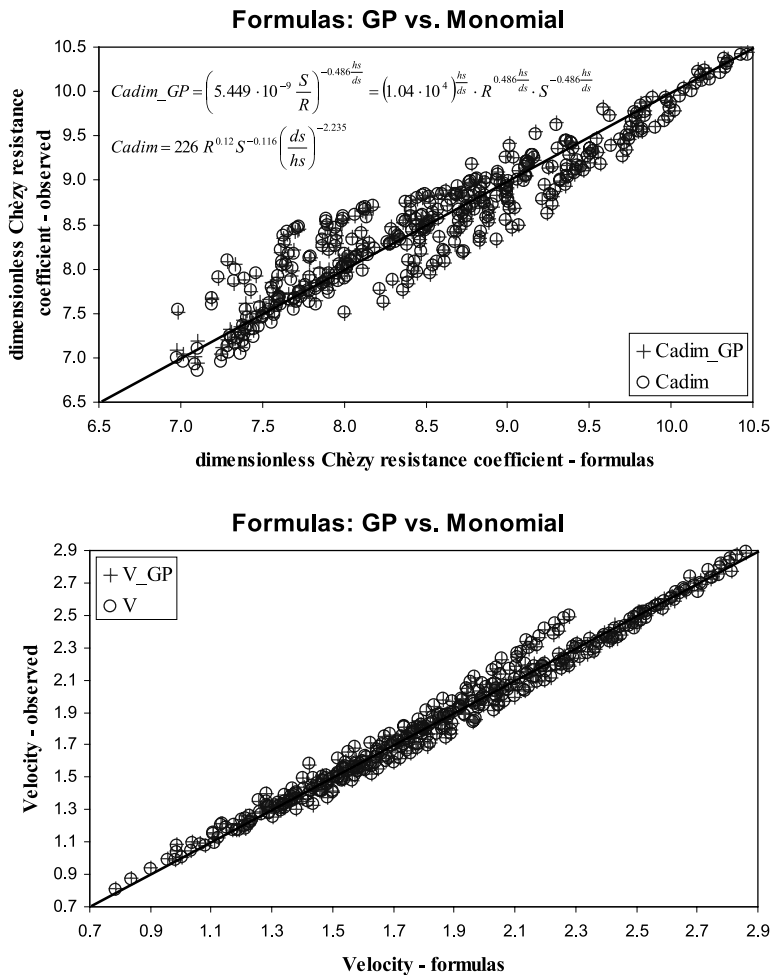 Formulas: GP vs. Monomial
10.5
10.0
9.5
9.0
8.5
8.0
7.5
7.0
6.5
dimensionless Chèzy resistance
coefficient - observed
Cadim_GP = (5.449 · 10^-9 S/R)^(-0.486 hs/ds) = (1.04 · 10^4)^(hs/ds) · R^(0.486 hs/ds) · S^(-0.486 hs/ds)
Cadim = 226 R^0.12 S^-0.116 (ds/hs)^-2.235
Cadim_GP
Cadim
6.5 7.0 7.5 8.0 8.5 9.0 9.5 10.0 10.5
dimensionless Chèzy resistance coefficient - formulas
Formulas: GP vs. Monomial
2.9
2.7
2.5
2.3
2.1
1.9
1.7
1.5
1.3
1.1
0.9
0.7
Velocity - observed
V_GP
V
0.7 0.9 1.1 1.3 1.5 1.7 1.9 2.1 2.3 2.5 2.7 2.9
Velocity - formulas